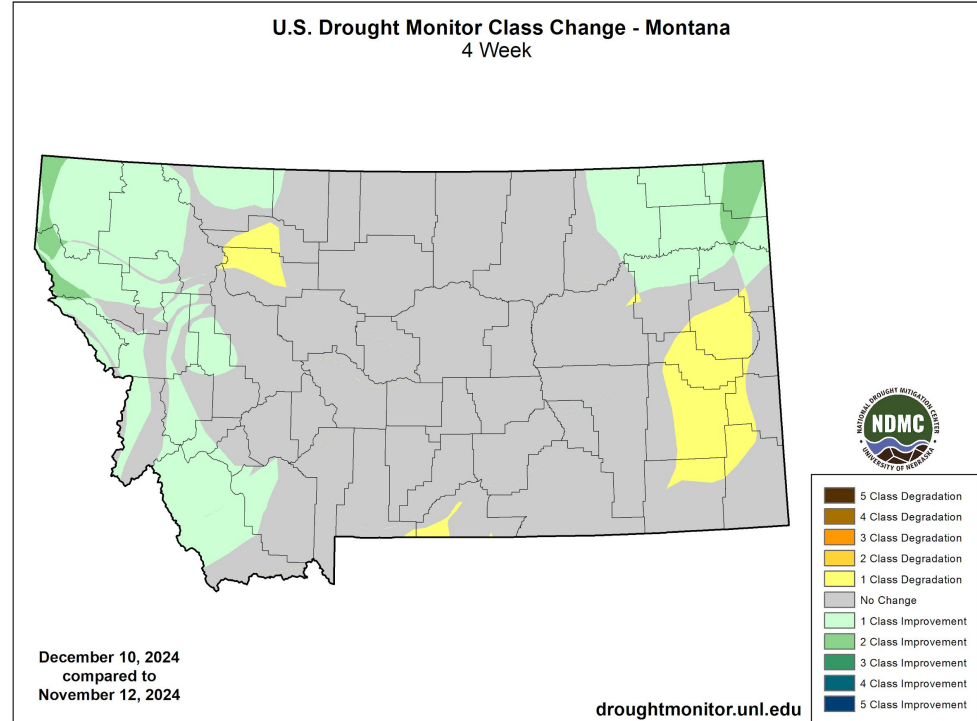 U.S. Drought Monitor Class Change - Montana
4 Week
NATIONAL DROUGHT MITIGATION CENTER
NDMC
UNIVERSITY OF NEBRASKA
5 Class Degradation
4 Class Degradation
3 Class Degradation
2 Class Degradation
1 Class Degradation
No Change
1 Class Improvement
2 Class Improvement
3 Class Improvement
4 Class Improvement
5 Class Improvement
December 10, 2024
compared to
November 12, 2024
droughtmonitor.unl.edu